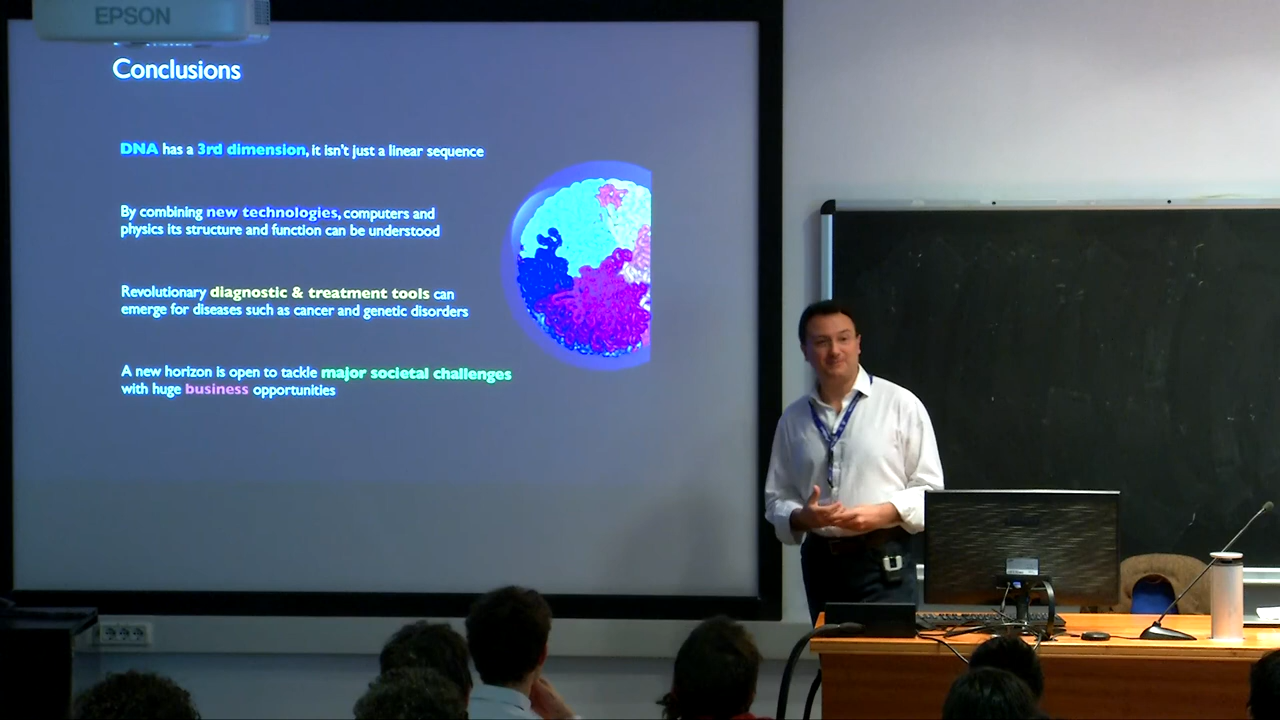 EPSON
Conclusions
DNA has a 3rd dimension, it isn't just a linear sequence
By combining new technologies, computers and
physics its structure and function can be understood
Revolutionary diagnostic & treatment tools can
emerge for diseases such as cancer and genetic disorders
A new horizon is open to tackle major societal challenges
with huge business opportunities